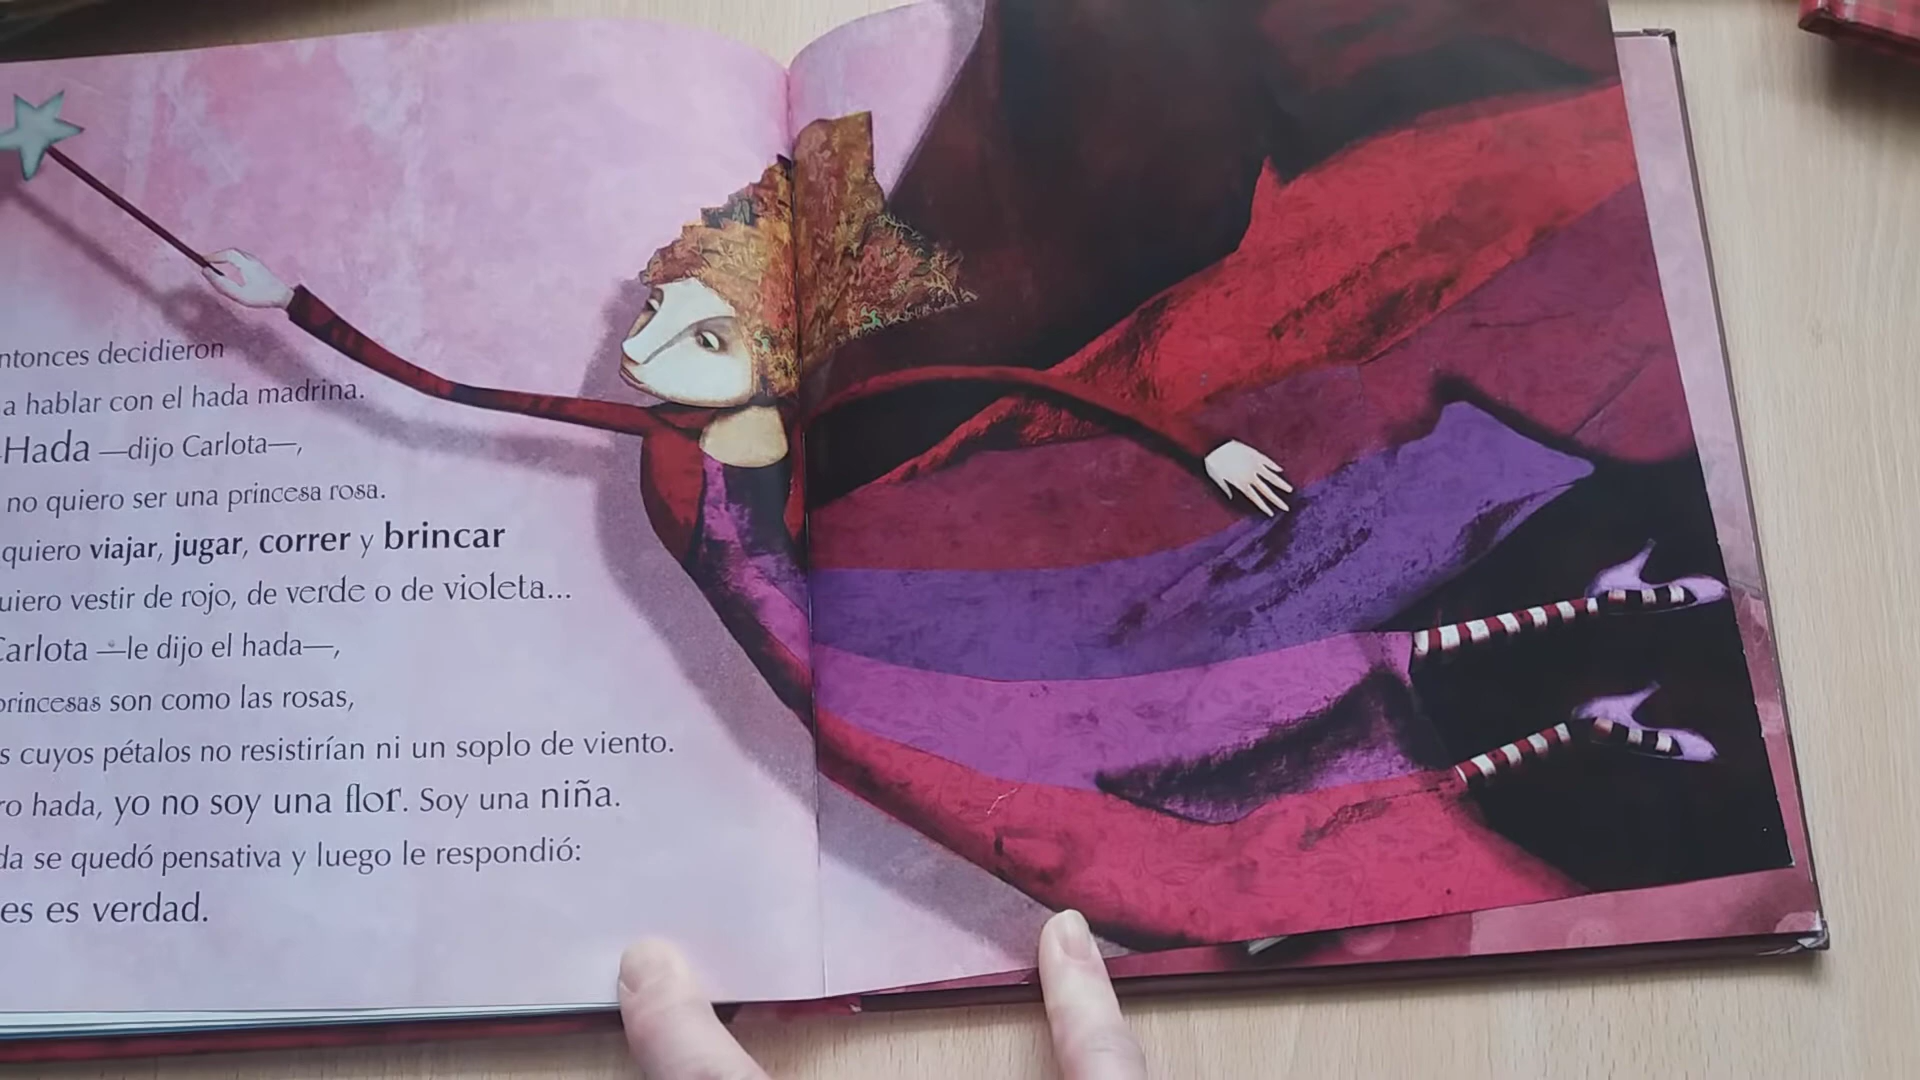 ntonces decidieron
a hablar con el hada madrina.
Hada —dijo Carlota—,
no quiero ser una princesa rosa.
quiero viajar, jugar, correr y brincar
uiero vestir de rojo, de verde o de violeta...
Carlota —le dijo el hada—,
princesas son como las rosas,
s cuyos pétalos no resistirían ni un soplo de viento.
ro hada, yo no soy una flor. Soy una niña.
da se quedó pensativa y luego le respondió:
es es verdad.